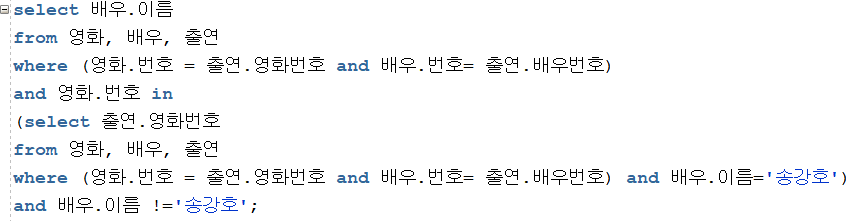 select 배우.이름
from 영화, 배우, 출연
where (영화.번호 = 출연.영화번호 and 배우.번호= 출연.배우번호)
and 영화.번호 in
(select 출연.영화번호
from 영화, 배우, 출연
where (영화.번호 = 출연.영화번호 and 배우.번호= 출연.배우번호) and 배우.이름='송강호')
and 배우.이름 !='송강호';